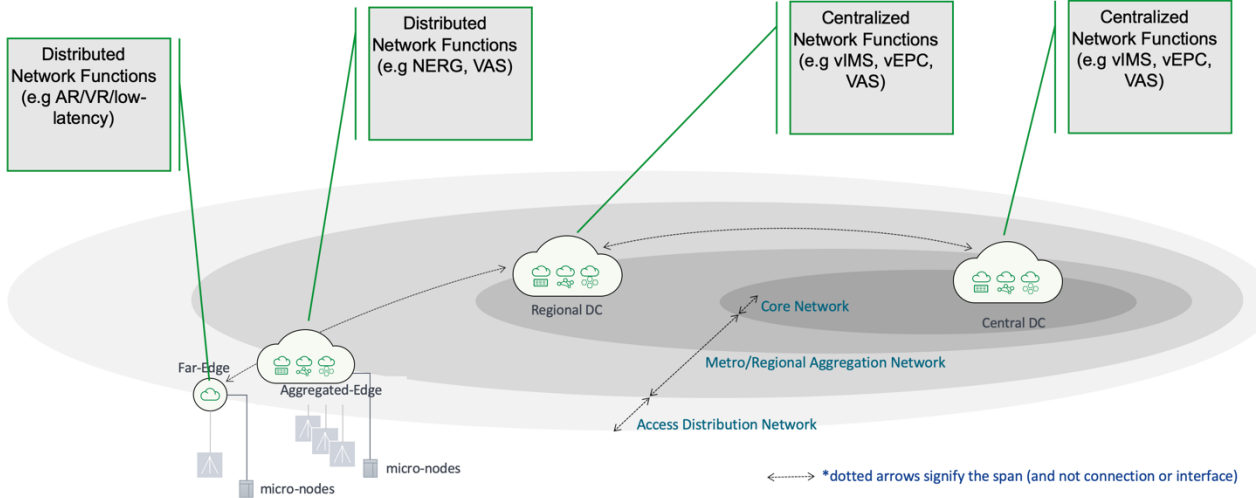 Distributed
Network Functions
(e.g AR/VR/low-
latency)
Distributed
Network Functions
(e.g NERG, VAS)
Centralized
Network Functions
(e.g vIMS, vEPC,
VAS)
Centralized
Network Functions
(e.g vIMS, vEPC,
VAS)
Regional DC
Core Network
Central DC
Metro/Regional Aggregation Network
Far-Edge
Aggregated-Edge
Access Distribution Network
micro-nodes
micro-nodes
*dotted arrows signify the span (and not connection or interface)